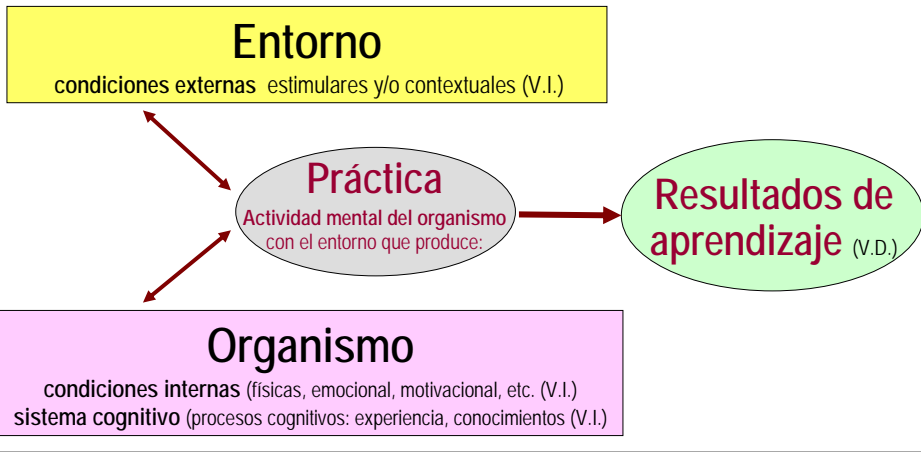 Entorno
condiciones externas estimulares y/o contextuales (V.I.)
Práctica
Actividad mental del organismo
con el entorno que produce:
Resultados de
aprendizaje (V.D.)
Organismo
condiciones internas (físicas, emocional, motivacional, etc. (V.I.)
sistema cognitivo (procesos cognitivos: experiencia, conocimientos (V.I.)